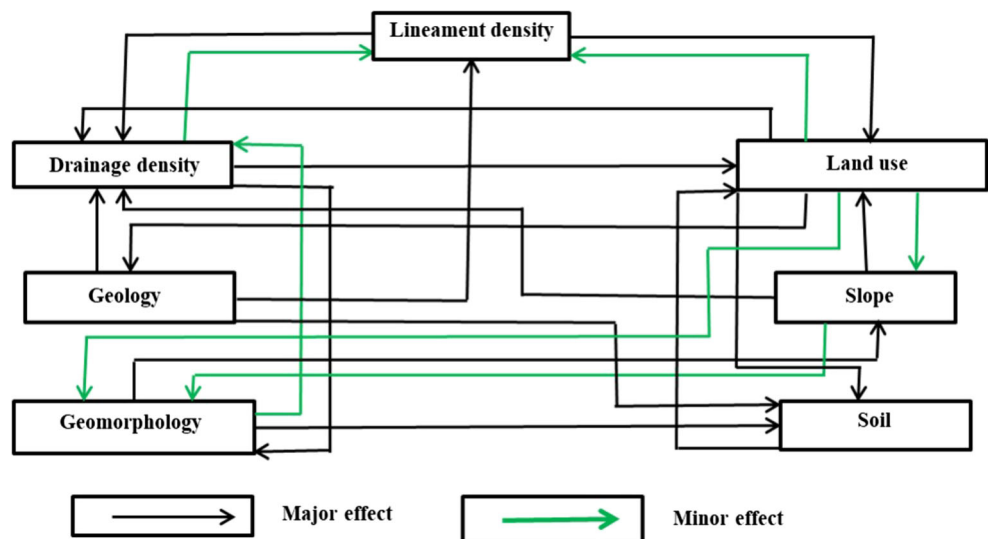 Lineament density
Drainage density
Land use
Geology
Slope
Geomorphology
Soil
Major effect
Minor effect